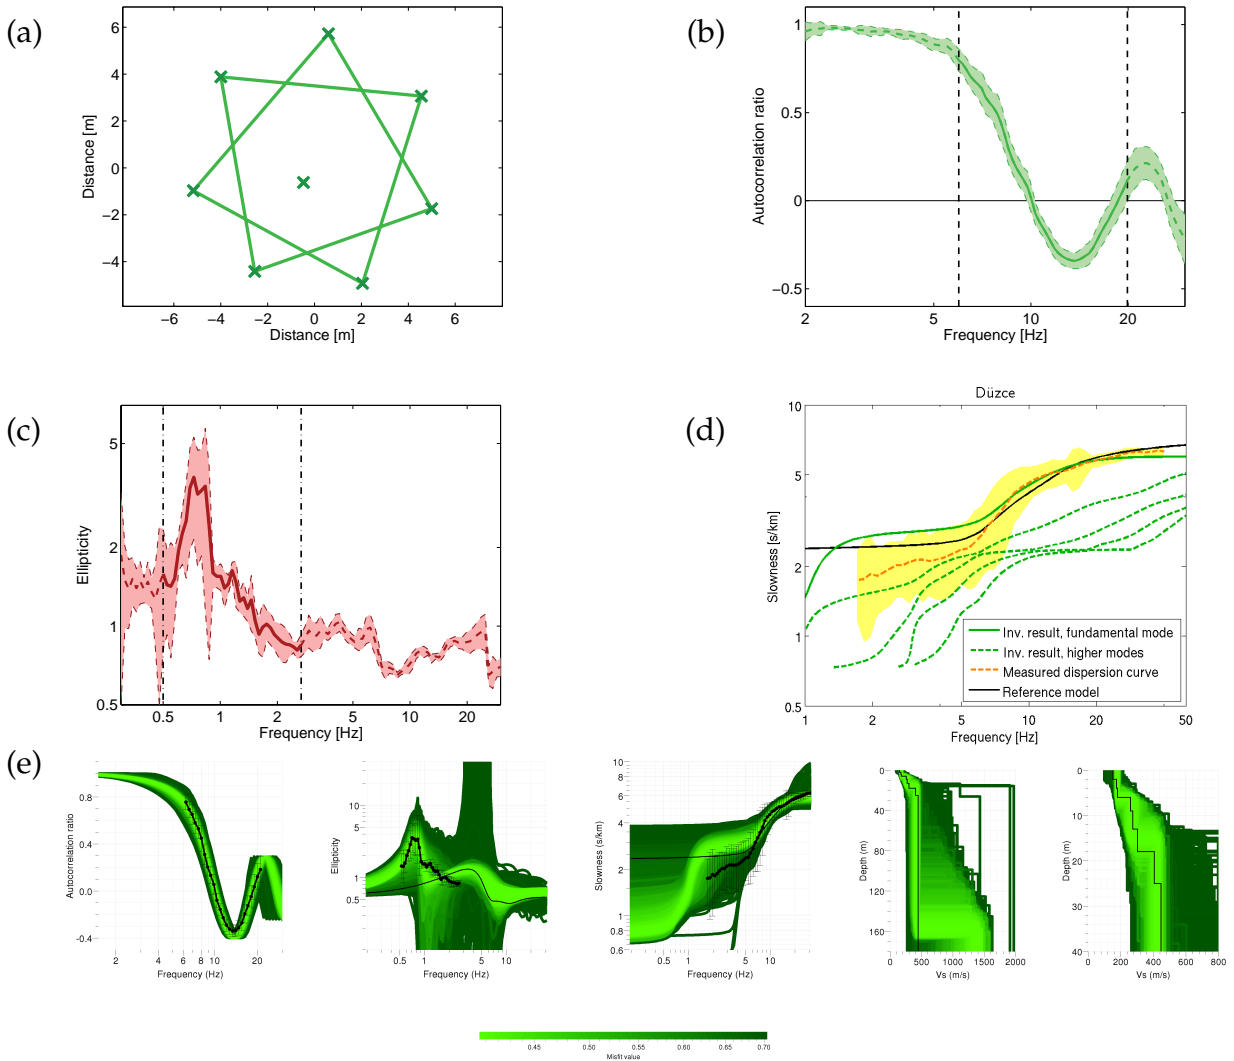 (a)
6
4
2
0
−2
−4
−6 −4 −2 0 2 4 6
Distance [m]
Distance [m]
(b)
1
0.5
0
−0.5
2 5 10 20
Autocorrelation ratio
Frequency [Hz]
(c)
5
2
1
0.5
0.5 1 2 5 10 20
Ellipticity
Frequency [Hz]
(d)
Düzce
10
5
2
1
0.5
1 2 5 10 20 50
Slowness [s/km]
Frequency [Hz]
Inv. result, fundamental mode
Inv. result, higher modes
Measured dispersion curve
Reference model
(e)
0.8
0.4
0.0
-0.4
2 4 6 8 10 20
Autocorrelation ratio
Frequency (Hz)
10
5
1
0.5
0.5 1 5 10
Ellipticity
Frequency (Hz)
10
8
6
4
2
1
0.8
0.6
0.5 1 5 10
Slowness (s/km)
Frequency (Hz)
0
40
80
120
160
0 500 1000 1500 2000
Depth (m)
Vs (m/s)
0
10
20
30
40
0 200 400 600 800
Depth (m)
Vs (m/s)
0.45 0.50 0.55 0.60 0.65 0.70
Misfit value